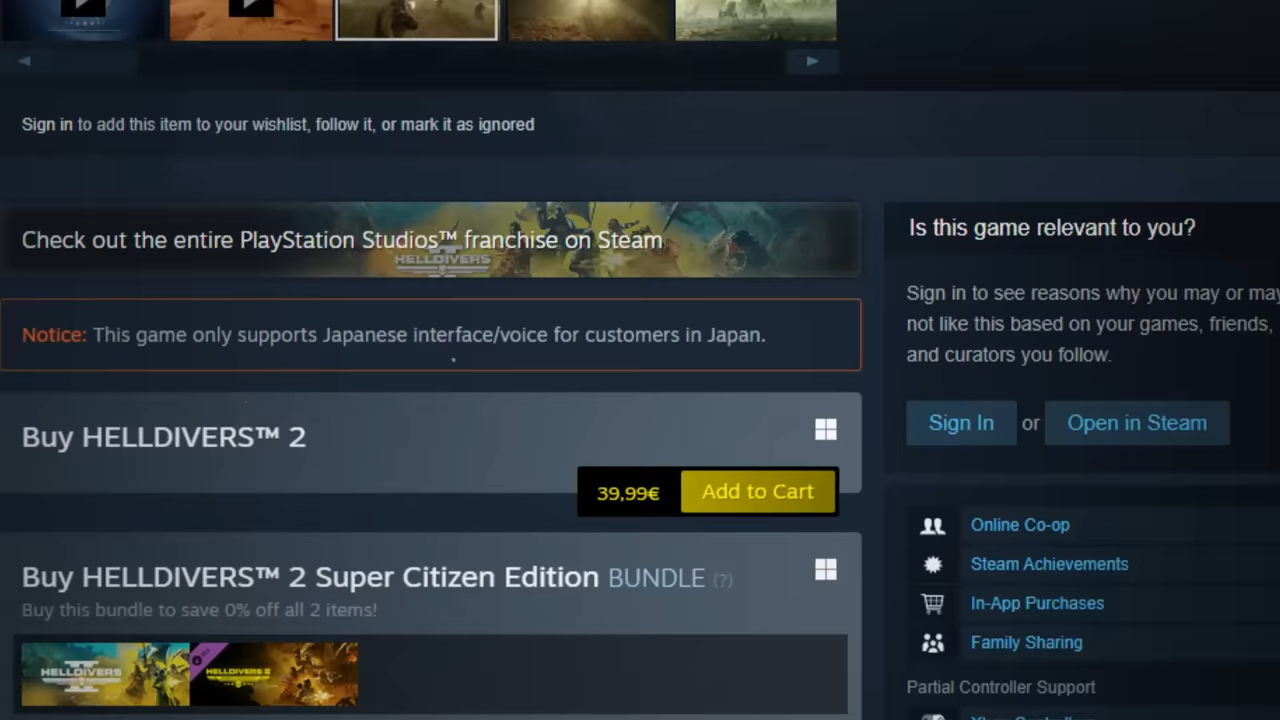 Sign in to add this item to your wishlist, follow it, or mark it as ignored
Check out the entire PlayStation Studios™ franchise on Steam
HELLDIVERS
Notice: This game only supports Japanese interface/voice for customers in Japan.
Buy HELLDIVERS™ 2
39,99€
Add to Cart
Buy HELLDIVERS™ 2 Super Citizen Edition BUNDLE (?)
Buy this bundle to save 0% off all 2 items!
HELLDIVERS
HELLDIVERS II
Is this game relevant to you?
Sign in to see reasons why you may or may
not like this based on your games, friends,
and curators you follow.
Sign In or Open in Steam
Online Co-op
Steam Achievements
In-App Purchases
Family Sharing
Partial Controller Support